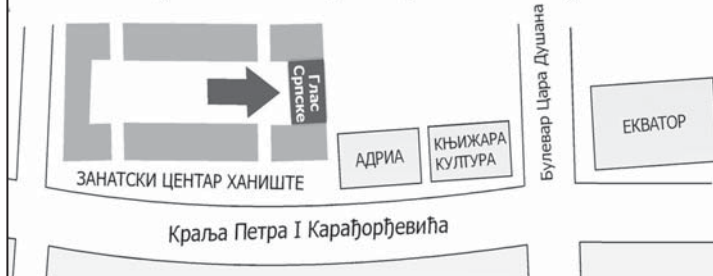 Глас
Српске
Булевар Цара Душана
ЕКВАТОР
АДРИА
КЊИЖАРА
КУЛТУРА
ЗАНАТСКИ ЦЕНТАР ХАНИШТЕ
Краља Петра I Карађорђевића